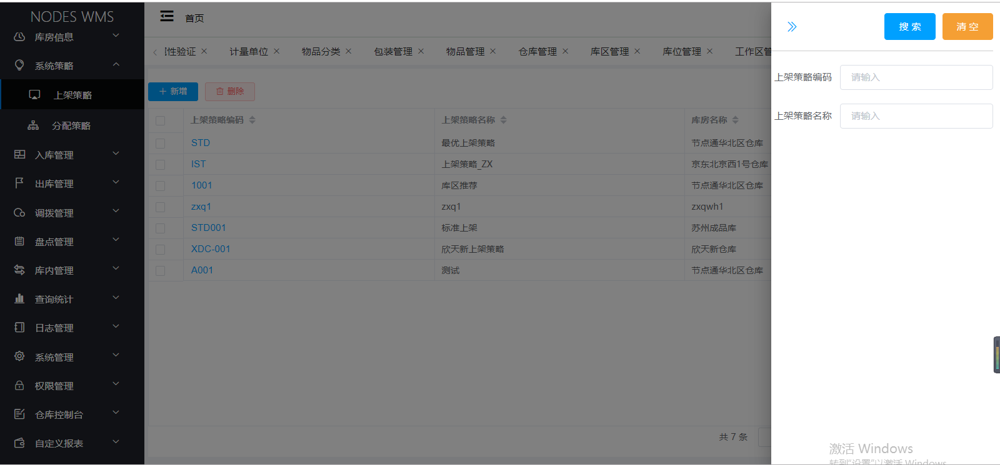 NODES WMS
库房信息
系统策略
上架策略
分配策略
入库管理
出库管理
调拨管理
盘点管理
库内管理
查询统计
日志管理
系统管理
权限管理
仓库控制台
自定义报表
首页
性验证 × 计量单位 × 物品分类 × 包装管理 × 物品管理 × 仓库管理 × 库区管理 × 库位管理 × 工作区管
+ 新增 删除
上架策略编码 上架策略名称 库房名称
STD 最优上架策略 节点通华北区仓库
IST 上架策略_ZX 京东北京西1号仓库
1001 库区推荐 节点通华北区仓库
zxq1 zxq1 zxqwh1
STD001 标准上架 苏州成品库
XDC-001 欣天新上架策略 欣天新仓库
A001 测试 节点通华北区仓库
共 7 条
搜 索 清 空
上架策略编码 请输入
上架策略名称 请输入
激活 Windows
转到"设置"以激活 Windows